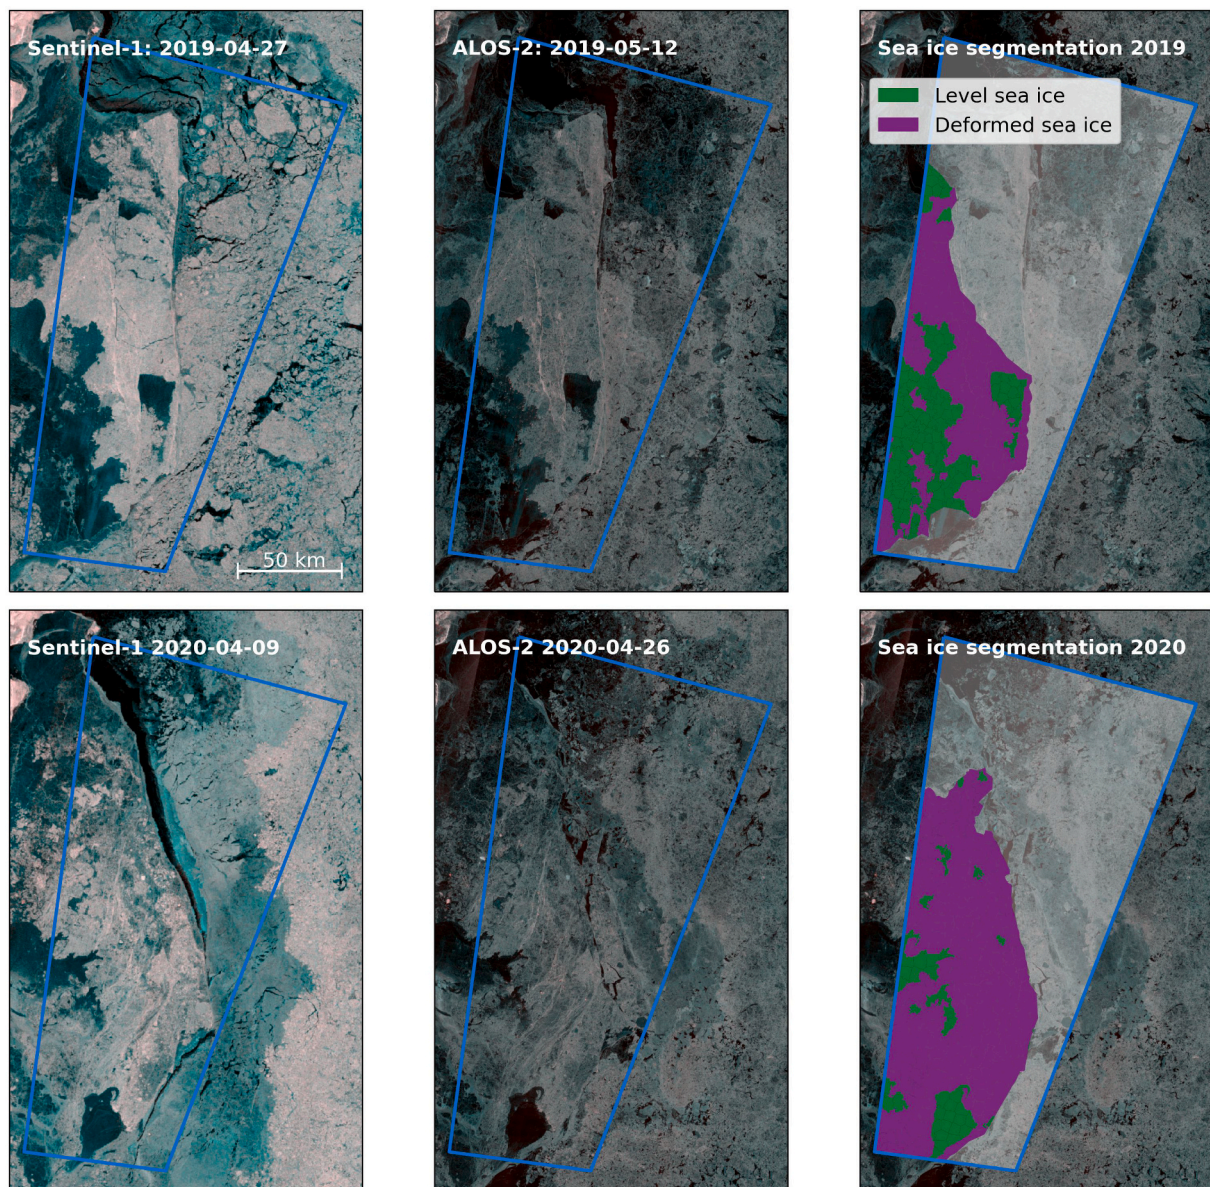 Sentinel-1: 2019-04-27
ALOS-2: 2019-05-12
Sea ice segmentation 2019
Level sea ice
Deformed sea ice
50 km
Sentinel-1 2020-04-09
ALOS-2 2020-04-26
Sea ice segmentation 2020